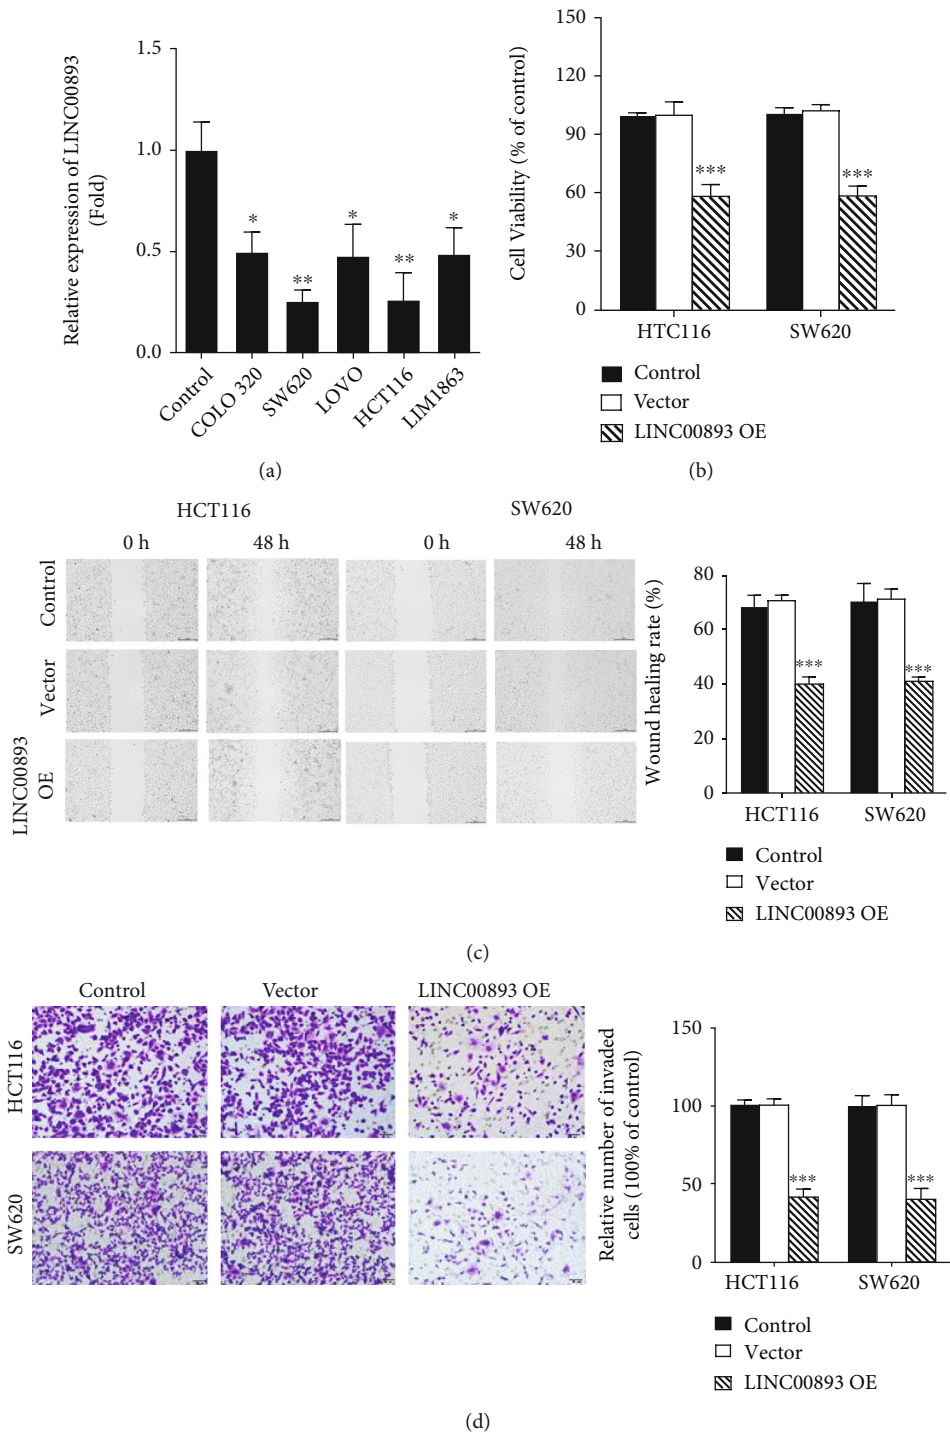 Relative expression of LINC00893
(Fold)
1.5
1.0
0.5
0.0
*
**
*
**
*
Control
COLO 320
SW620
LOVO
HCT116
LIM1863
(a)
Cell Viability (% of control)
150
120
90
60
30
0
***
***
HTC116
SW620
Control
Vector
LINC00893 OE
(b)
HCT116
SW620
0 h
48 h
0 h
48 h
Control
Vector
LINC00893
OE
Wound healing rate (%)
80
60
40
20
0
***
***
HCT116
SW620
Control
Vector
LINC00893 OE
(c)
Control
Vector
LINC00893 OE
HCT116
SW620
Relative number of invaded
cells (100% of control)
150
100
50
0
***
***
HCT116
SW620
Control
Vector
LINC00893 OE
(d)